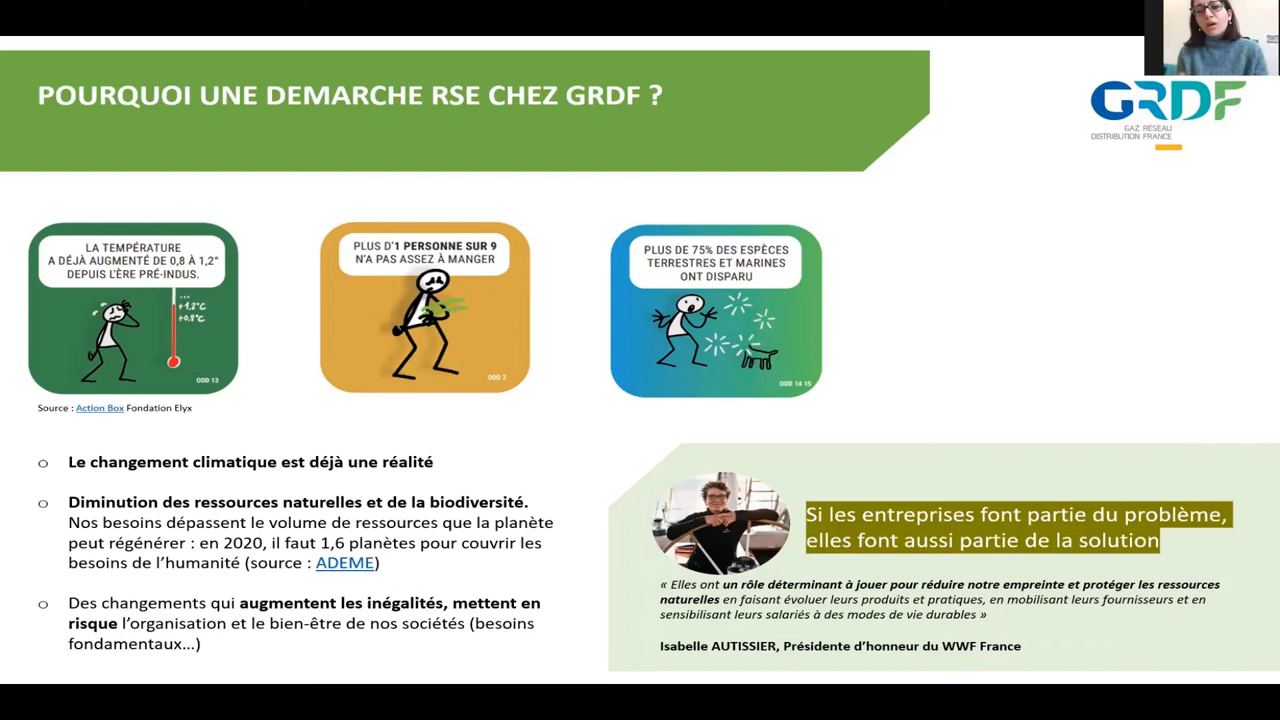 POURQUOI UNE DEMARCHE RSE CHEZ GRDF ?
GRDF
GAZ RÉSEAU
DISTRIBUTION FRANCE
LA TEMPÉRATURE
A DÉJÀ AUGMENTÉ DE 0,8 À 1,2°
DEPUIS L'ÈRE PRÉ-INDUS.
...
+1,2°C
+0,8°C
ODD 13
PLUS D'1 PERSONNE SUR 9
N'A PAS ASSEZ À MANGER
ODD 2
PLUS DE 75% DES ESPÈCES
TERRESTRES ET MARINES
ONT DISPARU
ODD 14 15
Source : Action Box Fondation Elyx
o Le changement climatique est déjà une réalité
o Diminution des ressources naturelles et de la biodiversité.
Nos besoins dépassent le volume de ressources que la planète
peut régénérer : en 2020, il faut 1,6 planètes pour couvrir les
besoins de l'humanité (source : ADEME)
o Des changements qui augmentent les inégalités, mettent en
risque l'organisation et le bien-être de nos sociétés (besoins
fondamentaux...)
Si les entreprises font partie du problème,
elles font aussi partie de la solution
« Elles ont un rôle déterminant à jouer pour réduire notre empreinte et protéger les ressources
naturelles en faisant évoluer leurs produits et pratiques, en mobilisant leurs fournisseurs et en
sensibilisant leurs salariés à des modes de vie durables »
Isabelle AUTISSIER, Présidente d'honneur du WWF France